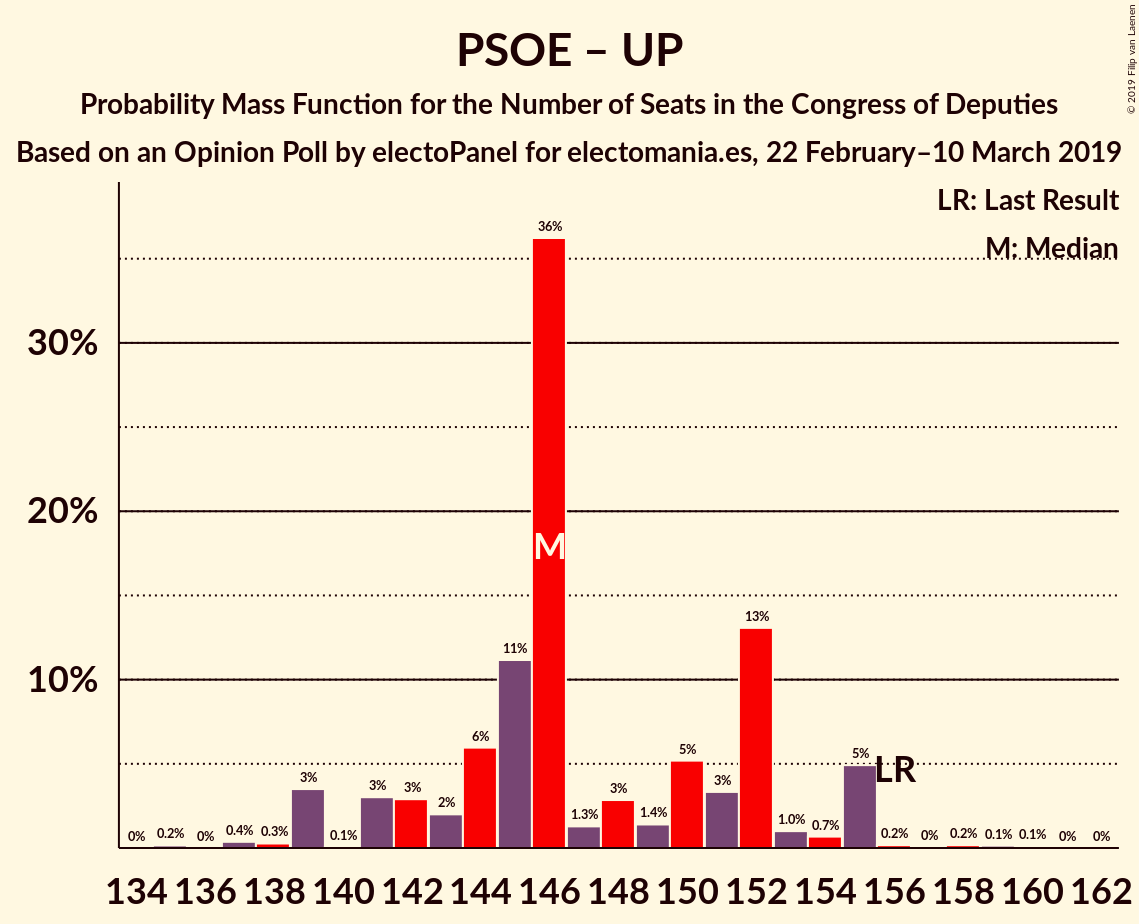 PSOE – UP
Probability Mass Function for the Number of Seats in the Congress of Deputies
Based on an Opinion Poll by electoPanel for electomania.es, 22 February–10 March 2019
© 2019 Filip van Laenen
LR: Last Result
M: Median
30%
20%
10%
0% 0.2% 0% 0.4% 0.3% 3% 0.1% 3% 3% 2% 6% 11% 36% 1.3% 3% 1.4% 5% 3% 13% 1.0% 0.7% 5% 0.2% 0% 0.2% 0.1% 0.1% 0% 0%
M
LR
134 136 138 140 142 144 146 148 150 152 154 156 158 160 162